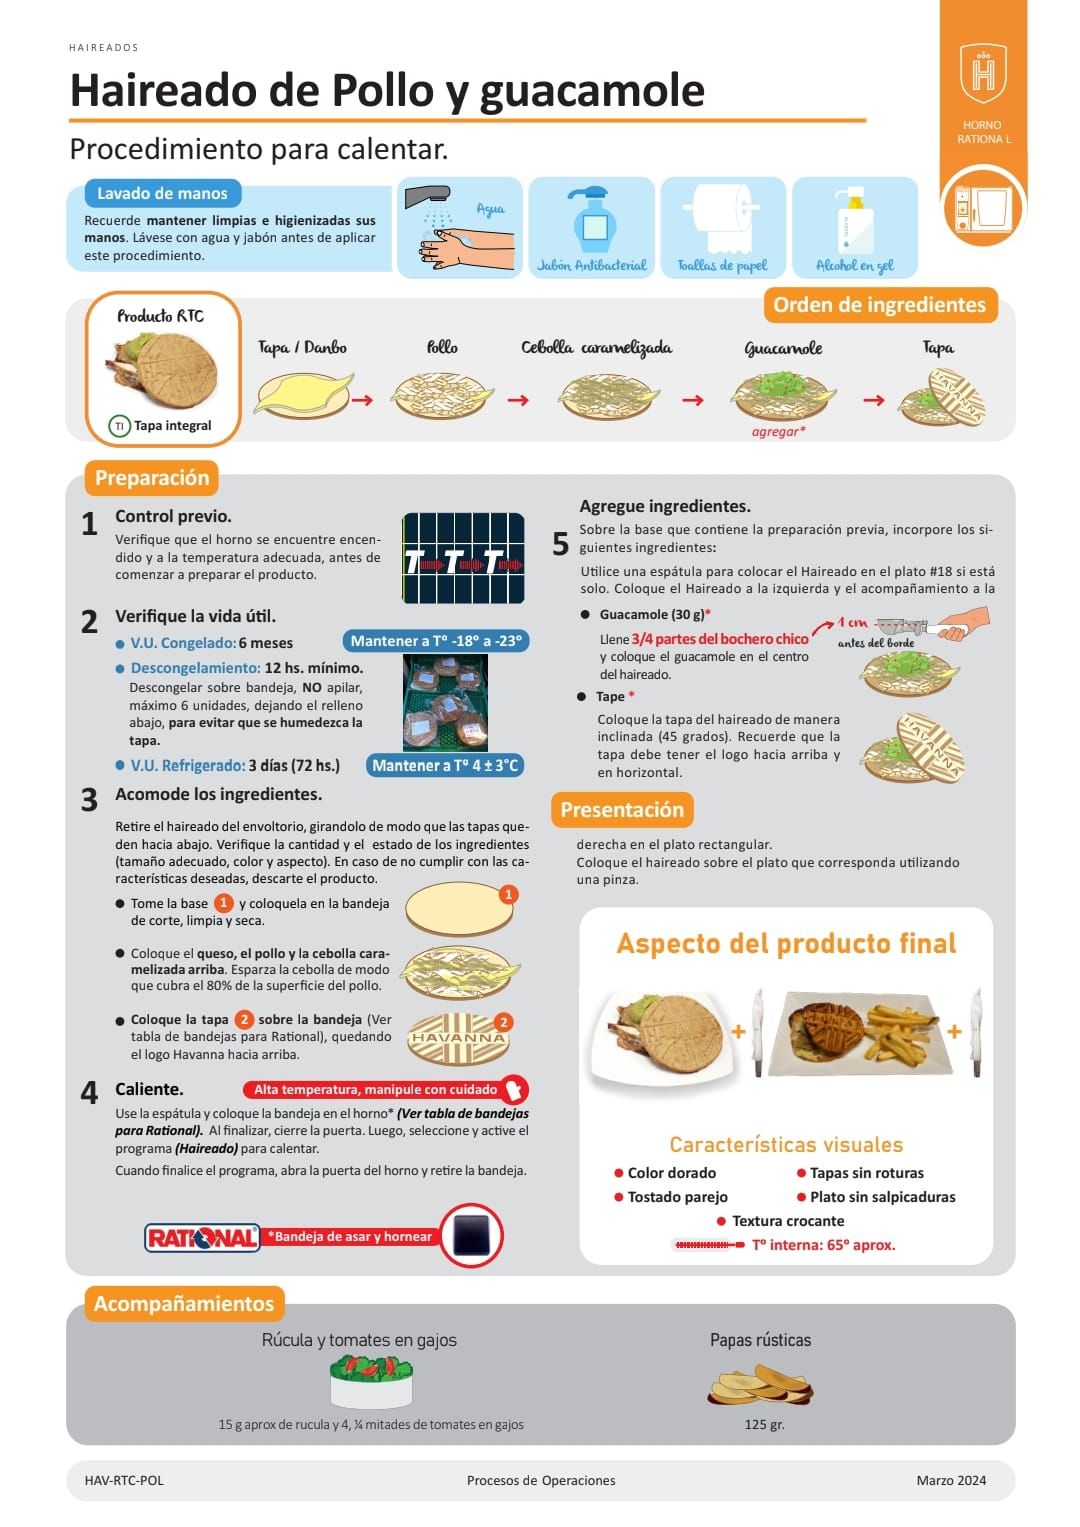 HAIREADOS
Haireado de Pollo y guacamole
Procedimiento para calentar.
H
HORNO
RATIONA L
Lavado de manos
Recuerde mantener limpias e higienizadas sus
manos. Lávese con agua y jabón antes de aplicar
este procedimiento.
Agua
Jabón Antibacterial
Toallas de papel
ALCOHOL
Alcohol en gel
Orden de ingredientes
Producto RTC
TI Tapa integral
Tapa / Danbo
Pollo
Cebolla caramelizada
Guacamole
agregar*
Tapa
Preparación
1
Control previo.
Verifique que el horno se encuentre encen-
dido y a la temperatura adecuada, antes de
comenzar a preparar el producto.
T T T
2
Verifique la vida útil.
V.U. Congelado: 6 meses
Mantener a Tº -18° a -23°
Descongelamiento: 12 hs. mínimo.
Descongelar sobre bandeja, NO apilar,
máximo 6 unidades, dejando el relleno
abajo, para evitar que se humedezca la
tapa.
V.U. Refrigerado: 3 días (72 hs.)
Mantener a Tº 4 ± 3°C
3
Acomode los ingredientes.
Retire el haireado del envoltorio, girandolo de modo que las tapas que-
den hacia abajo. Verifique la cantidad y el estado de los ingredientes
(tamaño adecuado, color y aspecto). En caso de no cumplir con las ca-
racterísticas deseadas, descarte el producto.
Tome la base 1 y coloquela en la bandeja
de corte, limpia y seca.
1
Coloque el queso, el pollo y la cebolla cara-
melizada arriba. Esparza la cebolla de modo
que cubra el 80% de la superficie del pollo.
Coloque la tapa 2 sobre la bandeja (Ver
tabla de bandejas para Rational), quedando
el logo Havanna hacia arriba.
2
HAVANNA
4
Caliente.
Alta temperatura, manipule con cuidado
Use la espátula y coloque la bandeja en el horno* (Ver tabla de bandejas
para Rational). Al finalizar, cierre la puerta. Luego, seleccione y active el
programa (Haireado) para calentar.
Cuando finalice el programa, abra la puerta del horno y retire la bandeja.
RATIONAL
*Bandeja de asar y hornear
5
Agregue ingredientes.
Sobre la base que contiene la preparación previa, incorpore los si-
guientes ingredientes:
Utilice una espátula para colocar el Haireado en el plato #18 si está
solo. Coloque el Haireado a la izquierda y el acompañamiento a la
Guacamole (30 g)*
Llene 3/4 partes del bochero chico
y coloque el guacamole en el centro
del haireado.
1 cm
antes del borde
Tape *
Coloque la tapa del haireado de manera
inclinada (45 grados). Recuerde que la
tapa debe tener el logo hacia arriba y
en horizontal.
HAVANNA
Presentación
derecha en el plato rectangular.
Coloque el haireado sobre el plato que corresponda utilizando
una pinza.
Aspecto del producto final
+
+
Características visuales
Color dorado
Tapas sin roturas
Tostado parejo
Plato sin salpicaduras
Textura crocante
Tº interna: 65º aprox.
Acompañamientos
Rúcula y tomates en gajos
15 g aprox de rucula y 4, ¼ mitades de tomates en gajos
Papas rústicas
125 gr.
HAV-RTC-POL
Procesos de Operaciones
Marzo 2024